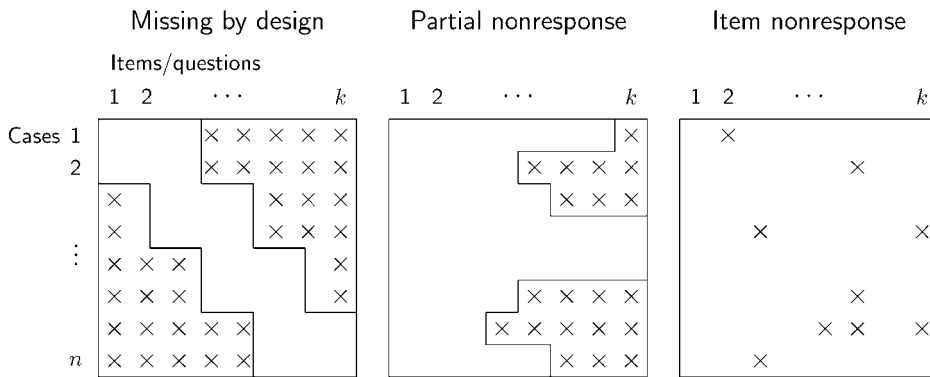 Missing by design Partial nonresponse Item nonresponse
Items/questions
1 2 ··· k 1 2 ··· k 1 2 ··· k
Cases 1
2
⋮
n